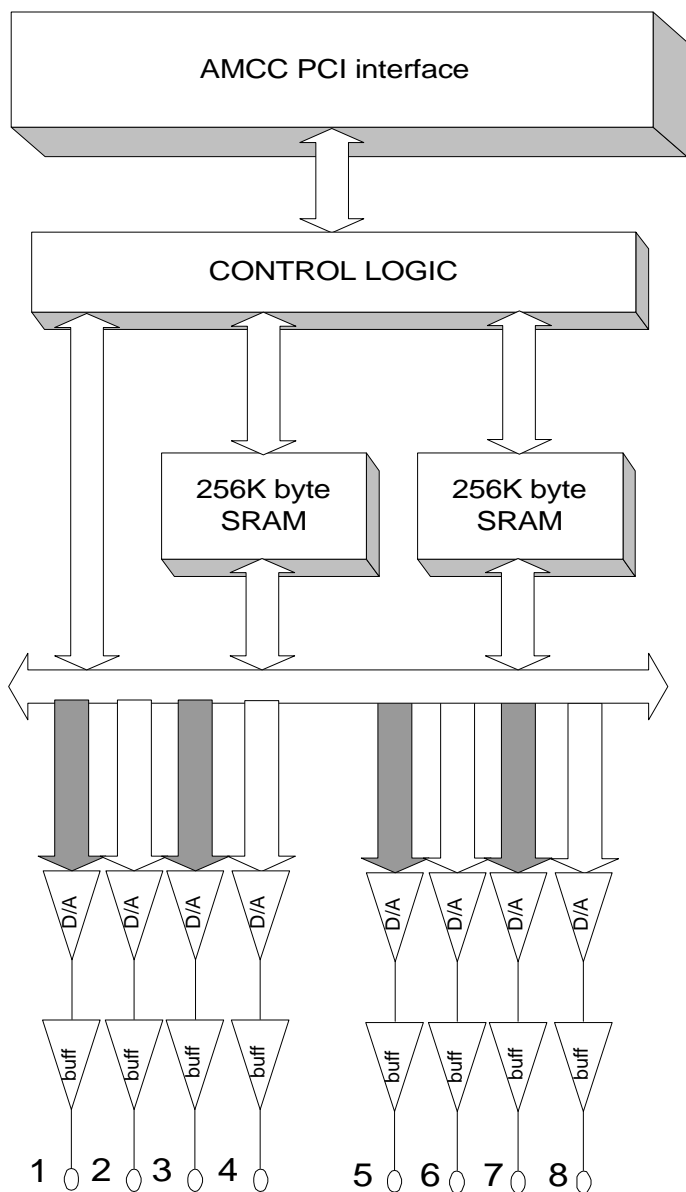 AMCC PCI interface
CONTROL LOGIC
256K byte
SRAM
256K byte
SRAM
D/A D/A D/A D/A D/A D/A D/A D/A
buff buff buff buff buff buff buff buff
1 2 3 4 5 6 7 8